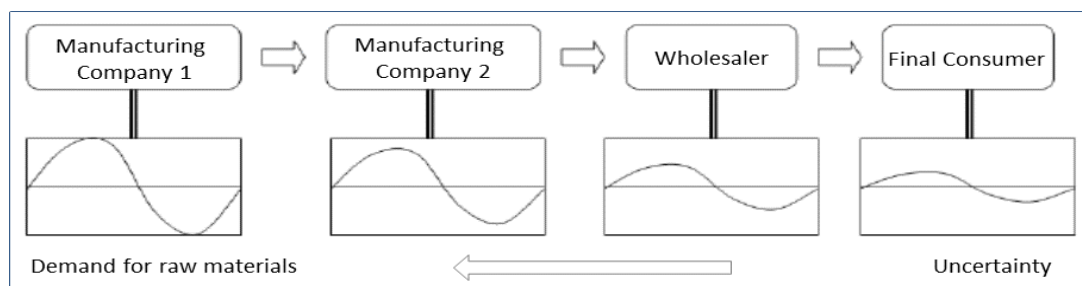 Manufacturing
Company 1
Manufacturing
Company 2
Wholesaler
Final Consumer
Demand for raw materials
Uncertainty